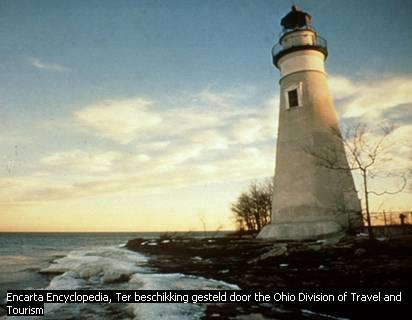 Encarta Encyclopedia, Ter beschikking gesteld door the Ohio Division of Travel and
Tourism